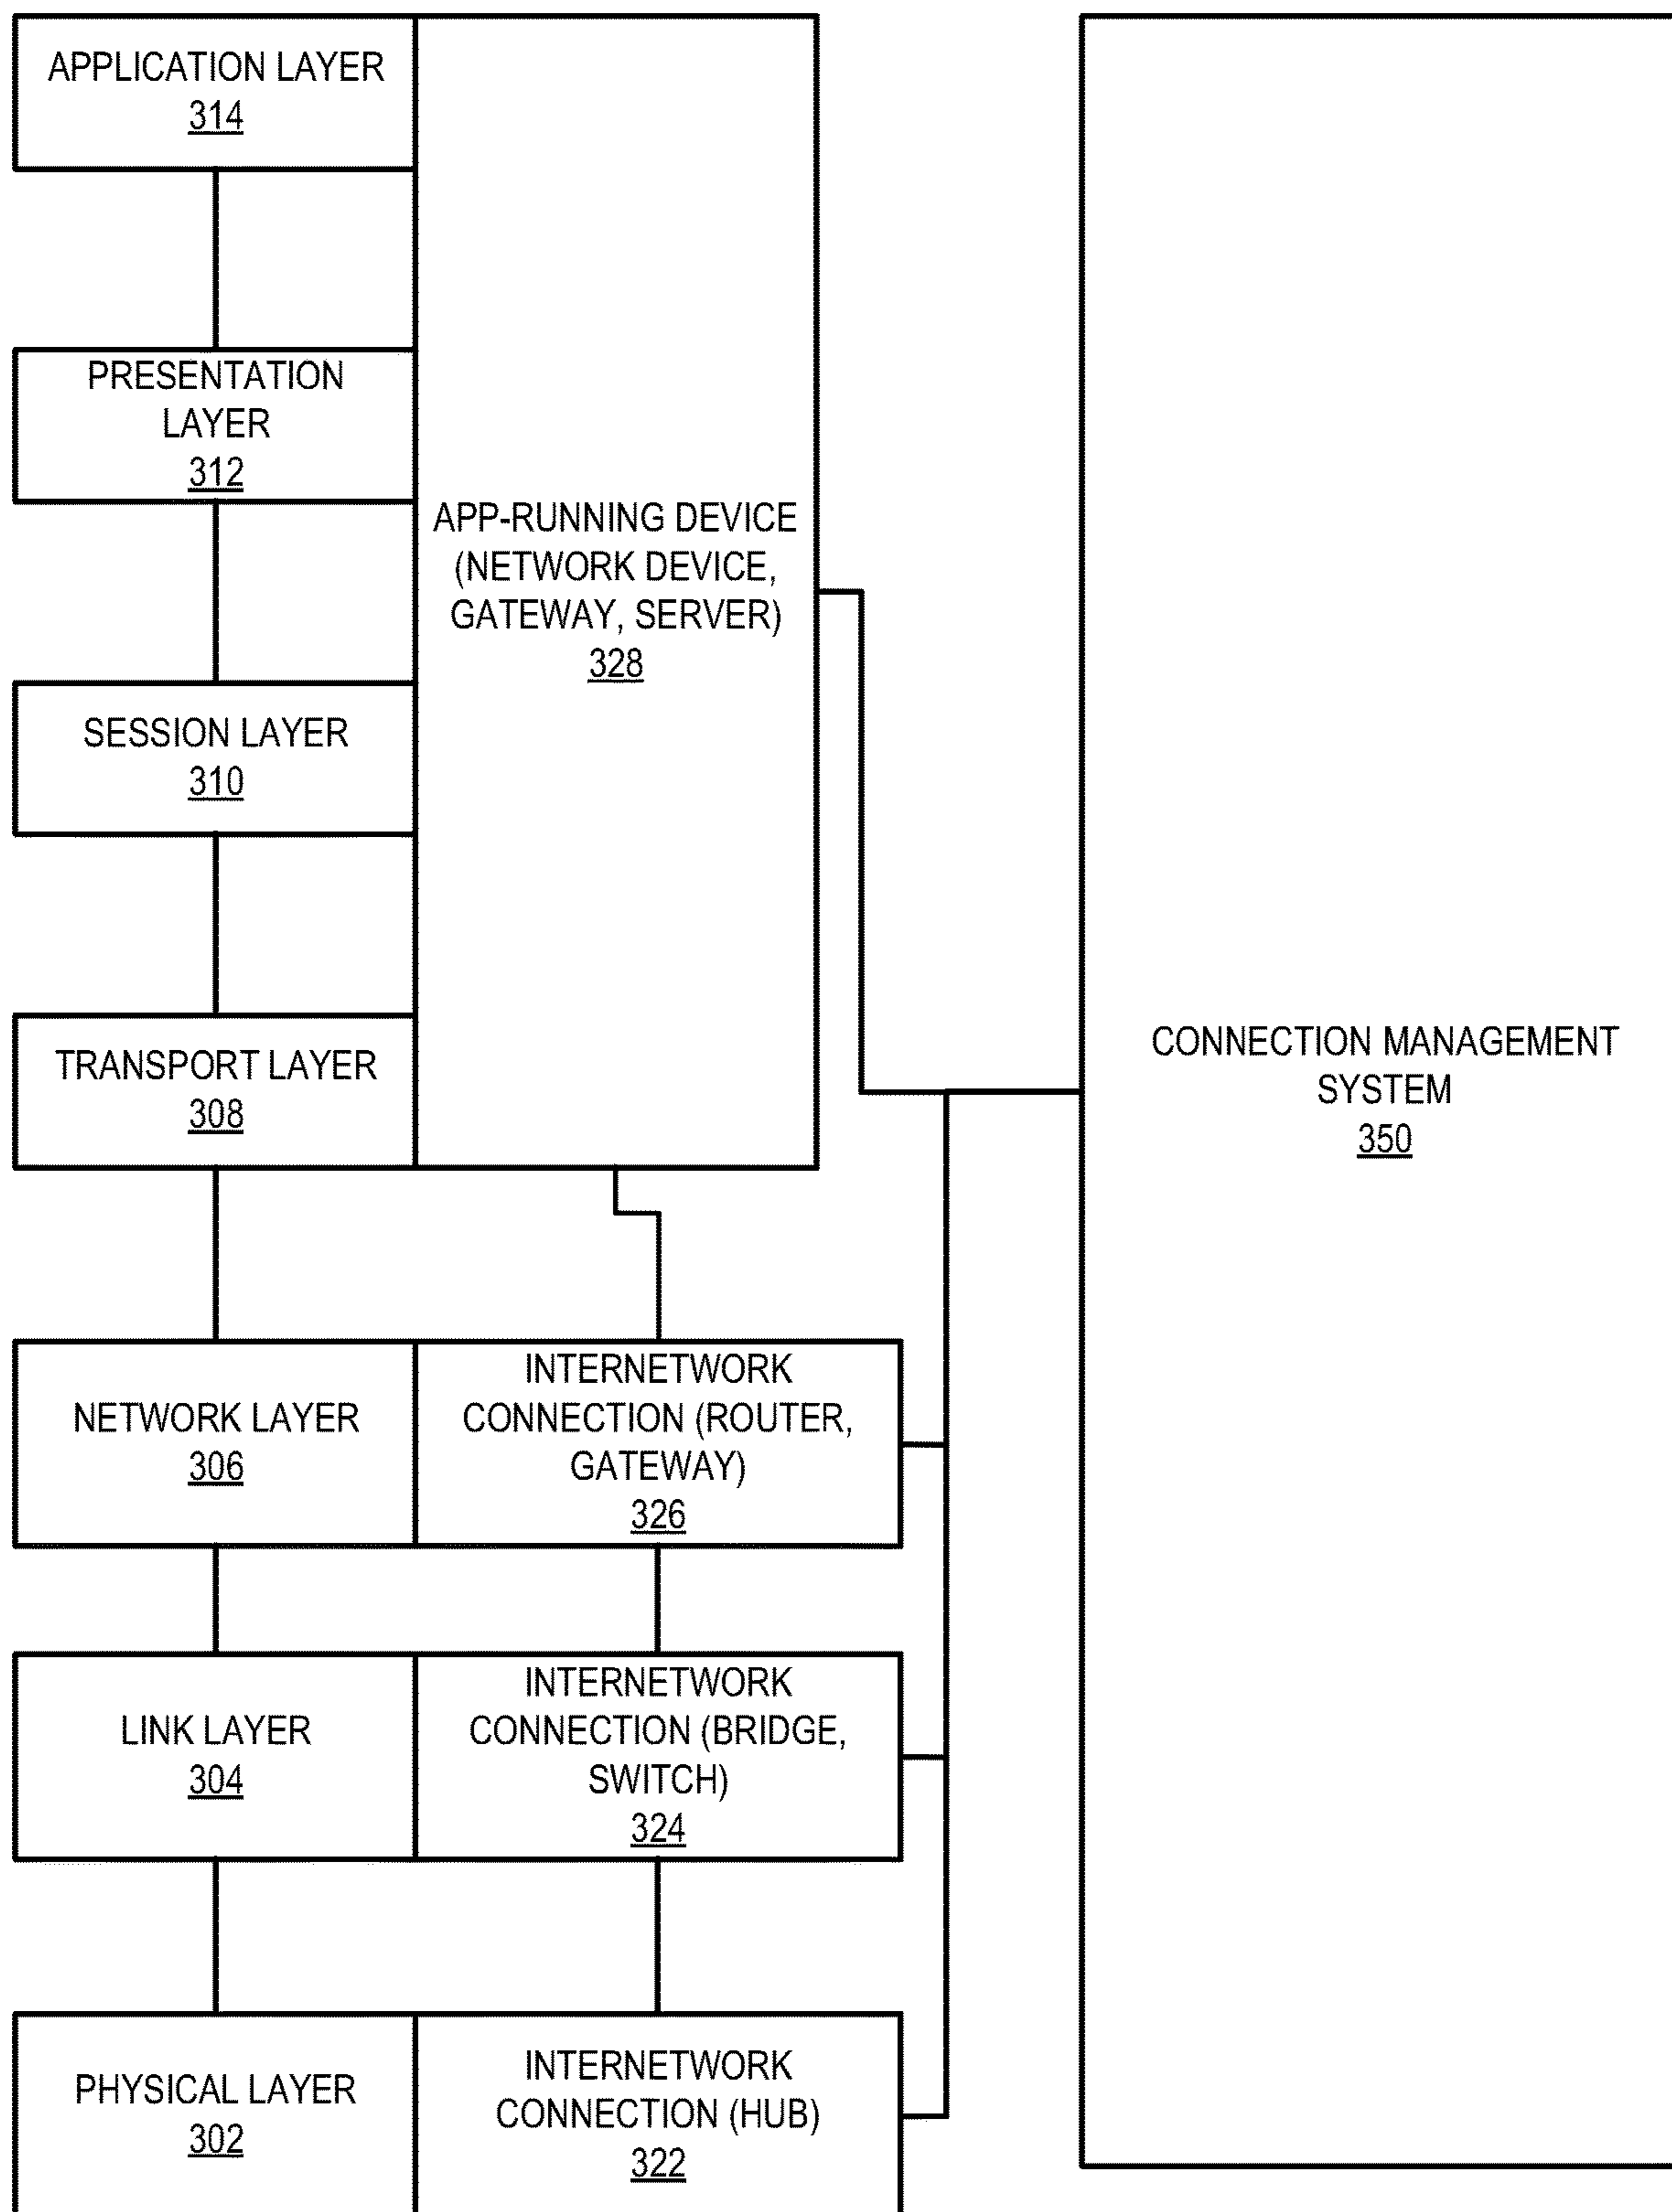 APPLICATION LAYER
314
PRESENTATION
LAYER
312
SESSION LAYER
310
TRANSPORT LAYER
308
APP-RUNNING DEVICE
(NETWORK DEVICE,
GATEWAY, SERVER)
328
NETWORK LAYER
306
INTERNETWORK
CONNECTION (ROUTER,
GATEWAY)
326
LINK LAYER
304
INTERNETWORK
CONNECTION (BRIDGE,
SWITCH)
324
PHYSICAL LAYER
302
INTERNETWORK
CONNECTION (HUB)
322
CONNECTION MANAGEMENT
SYSTEM
350